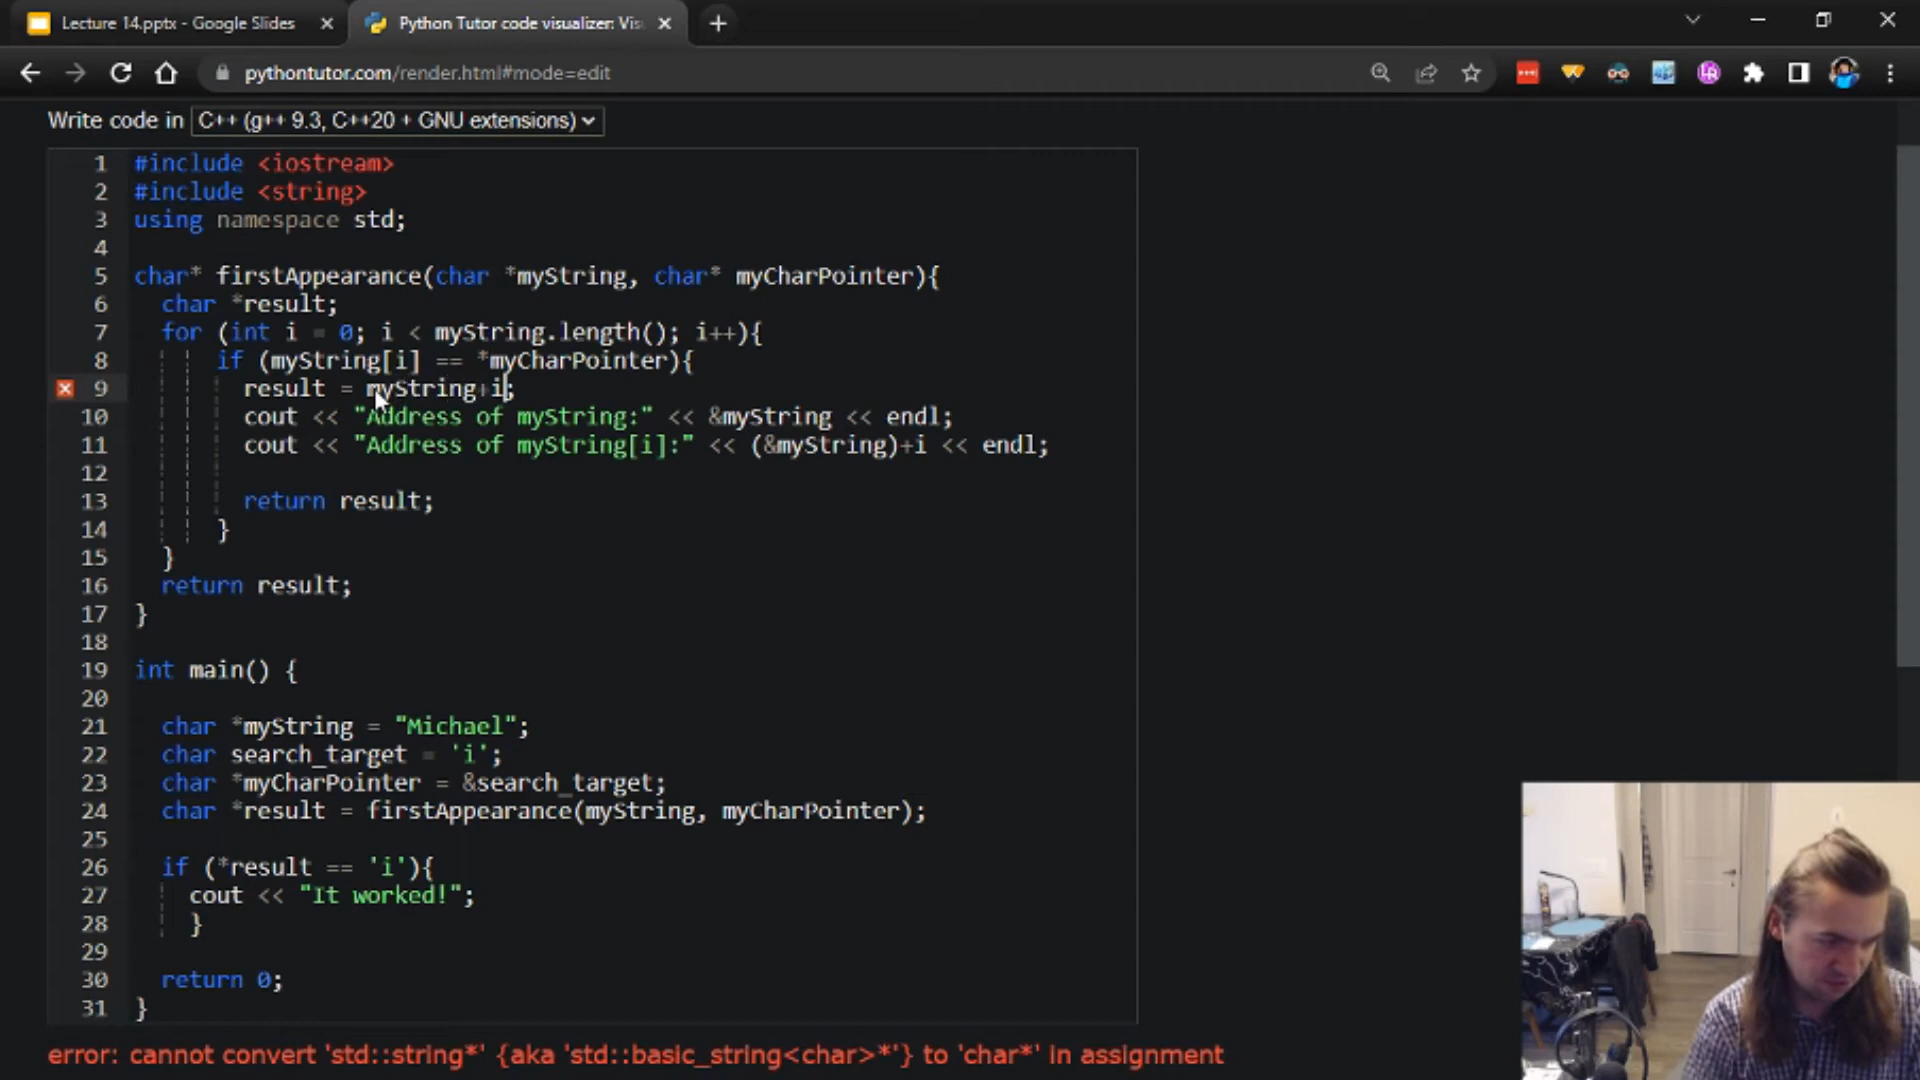 Lecture 14.pptx - Google Slides
Python Tutor code visualizer: Vis
pythontutor.com/render.html#mode=edit
Write code in C++ (g++ 9.3, C++20 + GNU extensions)
1 #include <iostream>
2 #include <string>
3 using namespace std;
4
5 char* firstAppearance(char *myString, char* myCharPointer){
6 char *result;
7 for (int i = 0; i < myString.length(); i++){
8 if (myString[i] == *myCharPointer){
9 result = myString+i;
10 cout << "Address of myString:" << &myString << endl;
11 cout << "Address of myString[i]:" << (&myString)+i << endl;
12
13 return result;
14 }
15 }
16 return result;
17 }
18
19 int main() {
20
21 char *myString = "Michael";
22 char search_target = 'i';
23 char *myCharPointer = &search_target;
24 char *result = firstAppearance(myString, myCharPointer);
25
26 if (*result == 'i'){
27 cout << "It worked!";
28 }
29
30 return 0;
31 }
error: cannot convert 'std::string*' {aka 'std::basic_string<char>*'} to 'char*' in assignment